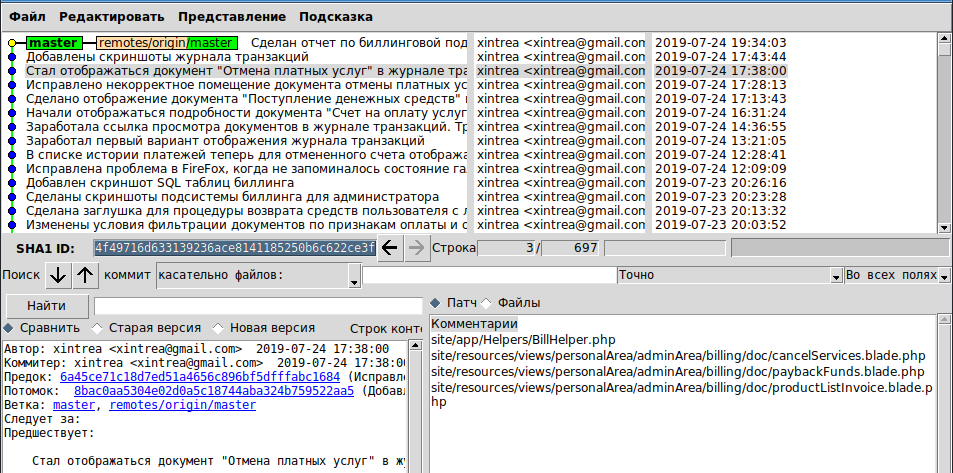 Файл Редактировать Представление Подсказка
master remotes/origin/master Сделан отчет по биллинговой под xintrea <xintrea@gmail.com 2019-07-24 19:34:03
Добавлены скриншоты журнала транзакций xintrea <xintrea@gmail.com 2019-07-24 17:43:44
Стал отображаться документ "Отмена платных услуг" в журнале тра xintrea <xintrea@gmail.com 2019-07-24 17:38:00
Исправлено некорректное помещение документа отмены платных ус xintrea <xintrea@gmail.com 2019-07-24 17:28:13
Сделано отображение документа "Поступление денежных средств" xintrea <xintrea@gmail.com 2019-07-24 17:13:43
Начали отображаться подробности документа "Счет на оплату услуг xintrea <xintrea@gmail.com 2019-07-24 16:31:24
Заработала ссылка просмотра документов в журнале транзакций. Тр xintrea <xintrea@gmail.com 2019-07-24 14:36:55
Заработал первый вариант отображения журнала транзакций xintrea <xintrea@gmail.com 2019-07-24 13:21:05
В списке истории платежей теперь для отмененного счета отобража xintrea <xintrea@gmail.com 2019-07-24 12:28:41
Исправлена проблема в FireFox, когда не запоминалось состояние га xintrea <xintrea@gmail.com 2019-07-24 12:09:09
Добавлен скриншот SQL таблиц биллинга xintrea <xintrea@gmail.com 2019-07-23 20:26:16
Сделаны скриншоты подсистемы биллинга для администратора xintrea <xintrea@gmail.com 2019-07-23 20:23:28
Сделана заглушка для процедуры возврата средств пользователя с л xintrea <xintrea@gmail.com 2019-07-23 20:13:32
Изменены условия фильтрации документов по признакам оплаты и с xintrea <xintrea@gmail.com 2019-07-23 20:03:52
SHA1 ID: 4f49716d633139236ace8141185250b6c622ce3f Строка 3 / 697
Поиск коммит касательно файлов: Точно Во всех полях
Найти
Сравнить Старая версия Новая версия Строк конте
Автор: xintrea <xintrea@gmail.com> 2019-07-24 17:38:00
Коммитер: xintrea <xintrea@gmail.com> 2019-07-24 17:38:00
Предок: 6a45ce71c18d7ed51a4656c896bf5dfffabc1684 (Исправле
Потомок: 8bac0aa5304e02d0a5c18744aba324b759522aa5 (Добавл
Ветка: master, remotes/origin/master
Следует за:
Предшествует:
Стал отображаться документ "Отмена платных услуг" в жу
Патч Файлы
Комментарии
site/app/Helpers/BillHelper.php
site/resources/views/personalArea/adminArea/billing/doc/cancelServices.blade.php
site/resources/views/personalArea/adminArea/billing/doc/paybackFunds.blade.php
site/resources/views/personalArea/adminArea/billing/doc/productListInvoice.blade.p
hp